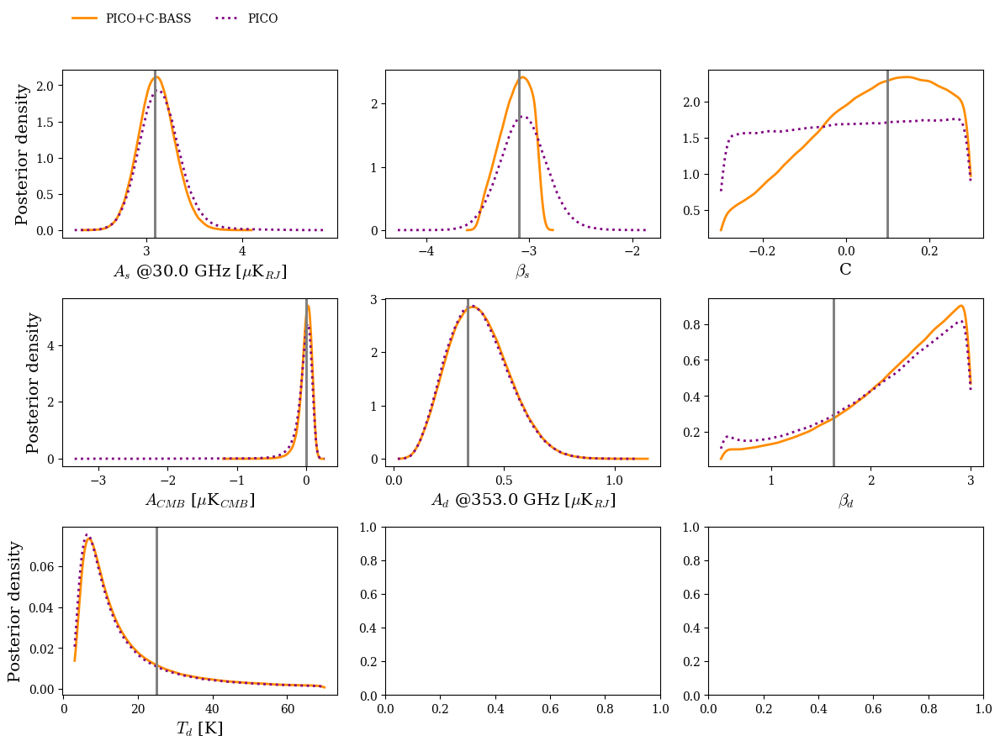 PICO+C-BASS PICO
Posterior density
2.0
1.5
1.0
0.5
0.0
3 4
A_s @30.0 GHz [μK_RJ]
2
1
0
−4 −3 −2
β_s
2.0
1.5
1.0
0.5
−0.2 0.0 0.2
C
Posterior density
4
2
0
−3 −2 −1 0
A_CMB [μK_CMB]
3
2
1
0
0.0 0.5 1.0
A_d @353.0 GHz [μK_RJ]
0.8
0.6
0.4
0.2
1 2 3
β_d
Posterior density
0.06
0.04
0.02
0.00
0 20 40 60
T_d [K]
1.0
0.8
0.6
0.4
0.2
0.0
0.0 0.2 0.4 0.6 0.8 1.0
1.0
0.8
0.6
0.4
0.2
0.0
0.0 0.2 0.4 0.6 0.8 1.0